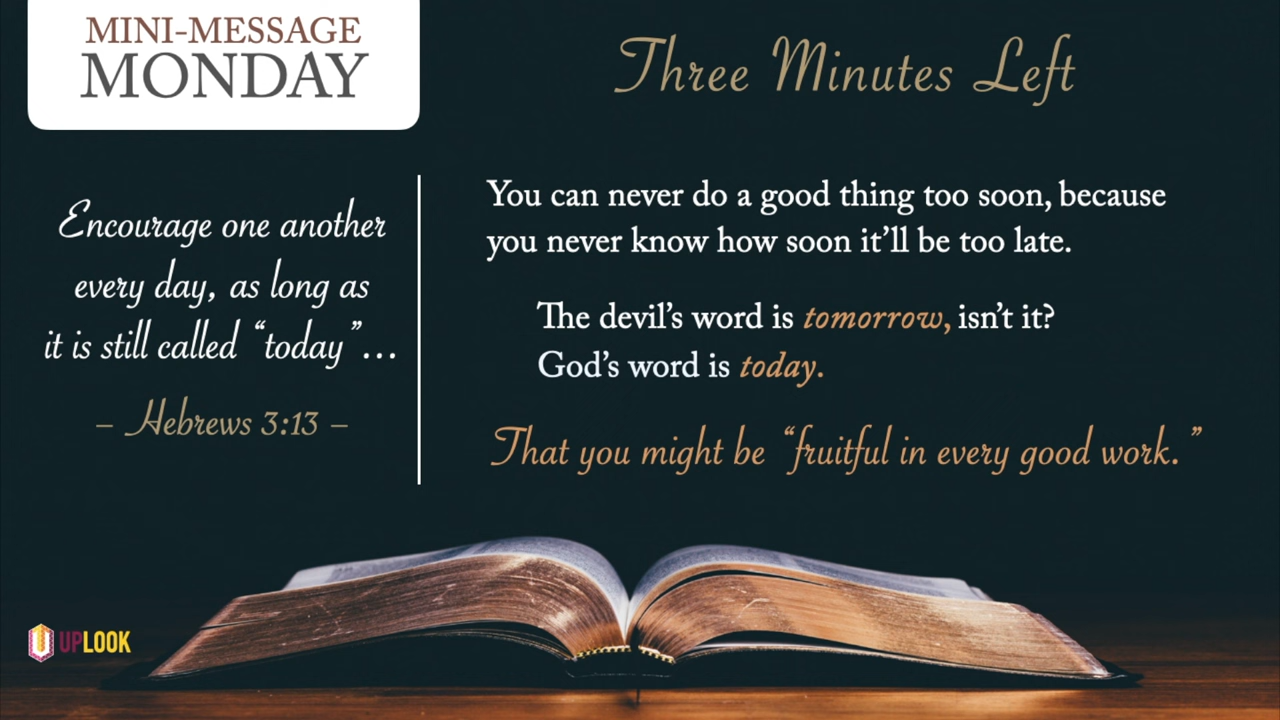 MINI-MESSAGE
MONDAY
Three Minutes Left
Encourage one another
every day, as long as
it is still called “today”...
– Hebrews 3:13 –
You can never do a good thing too soon, because
you never know how soon it’ll be too late.
The devil’s word is tomorrow, isn’t it?
God’s word is today.
That you might be “fruitful in every good work.”
UPLOOK